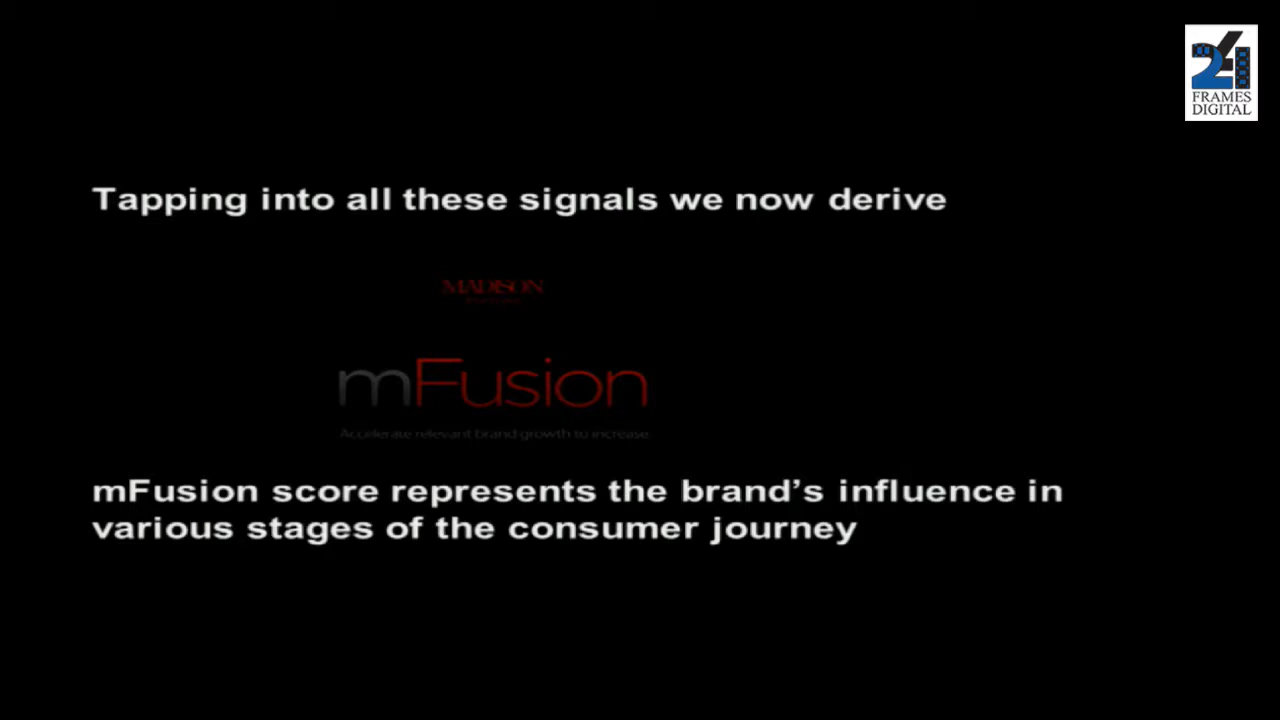 24
FRAMES
DIGITAL
Tapping into all these signals we now derive
MADISON
mFusion
Accelerate relevant brand growth to increase
mFusion score represents the brand’s influence in
various stages of the consumer journey